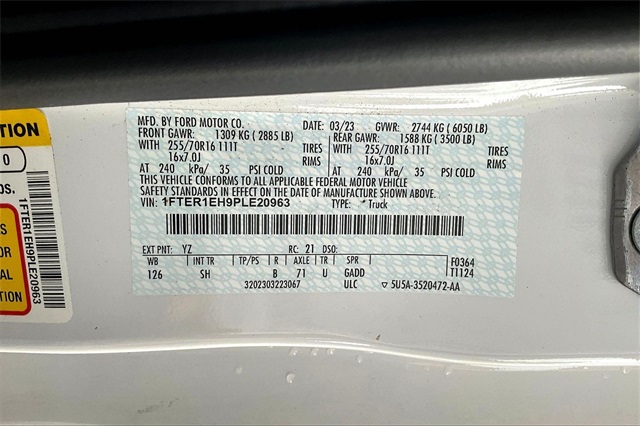 MFD. BY FORD MOTOR CO. 03/23 GVWR: 2744 KG ( 6050 LB)
FRONT GAWR: 1309 KG ( 2885 LB) REAR GAWR: 1588 KG ( 3500 LB)
WITH 255/70R16 111T TIRES WITH 255/70R16 111T TIRES
16x7.0J RIMS 16x7.0J RIMS
AT 240 kPa/ 35 PSI COLD AT 240 kPa/ 35 PSI COLD
THIS VEHICLE CONFORMS TO ALL APPLICABLE FEDERAL MOTOR VEHICLE
SAFETY STANDARDS IN EFFECT ON THE DATE OF MANUFACTURE SHOWN ABOVE.
VIN: 1FTER1EH9PLE20963 TYPE: Truck
EXT PNT: YZ RC: 21 DSO:
WB INT TR TP/PS R AXLE TR SPR F0364
126 SH B 71 U GADD T1124
3202303223067 ULC ▽ 5U5A-3520472-AA
TION
0
OS.
1FTER1EH9PLE20963
S
OR
AL
ING